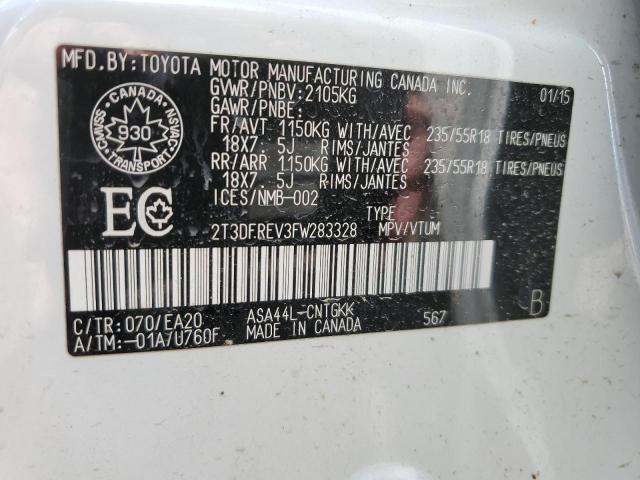 MFD.BY:TOYOTA MOTOR MANUFACTURING CANADA INC.
GVWR/PNBV:2105KG 01/15
GAWR/PNBE:
FR/AVT 1150KG WITH/AVEC 235/55R18 TIRES/PNEUS
18X7.5J RIMS/JANTES
RR/ARR 1150KG WITH/AVEC 235/55R18 TIRES/PNEUS
18X7.5J RIMS/JANTES
ICES/NMB-002
CANADA
CMVSS NSVAC
930
TRANSPORT
EC
TYPE
2T3DFREV3FW283328 MPV/VTUM
B
C/TR:070/EA20 ASA44L-CNTGKK 567
A/TM:-01A/U760F MADE IN CANADA